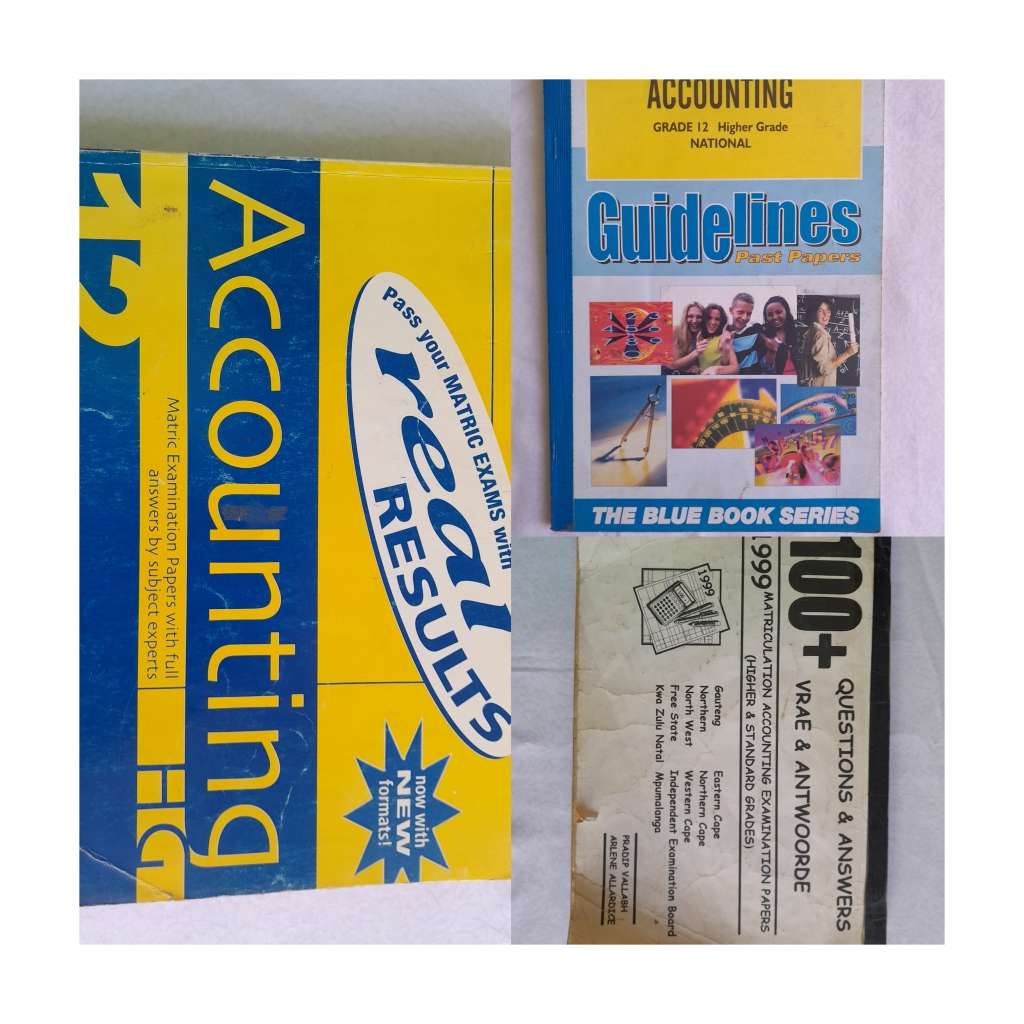 12
Accounting
Matric Examination Papers with full
answers by subject experts
Pass your MATRIC EXAMS with
real
RESULTS
now with
NEW
formats!
iG
ACCOUNTING
GRADE 12 Higher Grade
NATIONAL
Guidelines
Past Papers
THE BLUE BOOK SERIES
100+
QUESTIONS & ANSWERS
VRAE & ANTWOORDE
1999 MATRICULATION ACCOUNTING EXAMINATION PAPERS
(HIGHER & STANDARD GRADES)
1999
Gauteng Eastern Cape
Northern Northern Cape
North West Western Cape
Free State Independent Examination Board
Kwa Zulu Natal Mpumalanga
PRADIP VALLABH
ARLENE ALLARDICE